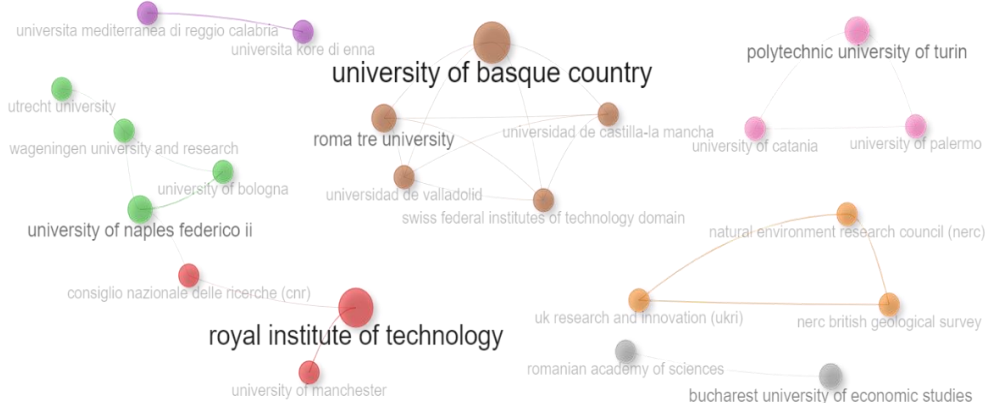 universita mediterranea di reggio calabria
universita kore di enna
utrecht university
wageningen university and research
university of bologna
university of naples federico ii
consiglio nazionale delle ricerche (cnr)
royal institute of technology
university of manchester
university of basque country
roma tre university
universidad de castilla-la mancha
universidad de valladolid
swiss federal institutes of technology domain
polytechnic university of turin
university of catania
university of palermo
natural environment research council (nerc)
uk research and innovation (ukri)
nerc british geological survey
romanian academy of sciences
bucharest university of economic studies